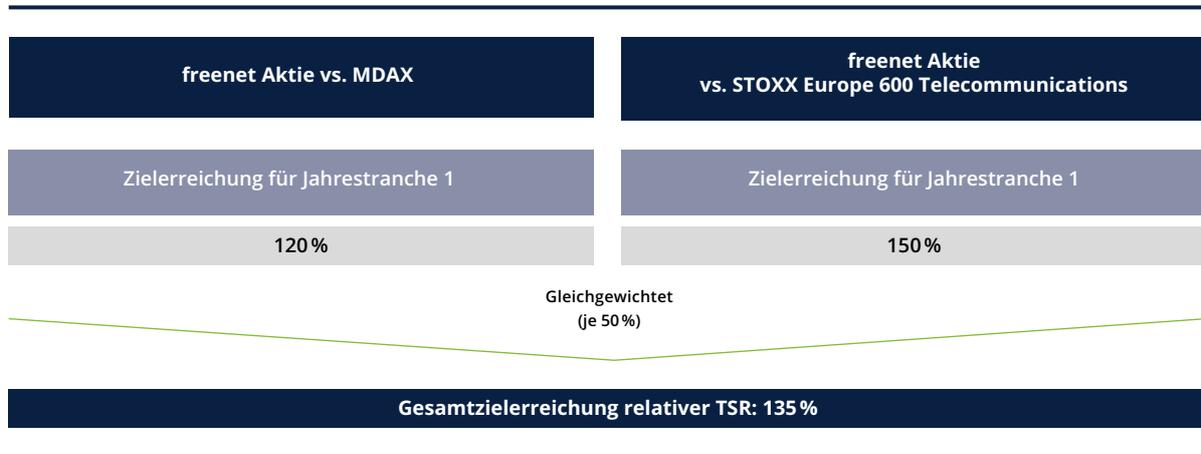 freenet Aktie vs. MDAX
freenet Aktie
vs. STOXX Europe 600 Telecommunications
Zielerreichung für Jahrestranche 1
Zielerreichung für Jahrestranche 1
120 %
150 %
Gleichgewichtet
(je 50 %)
Gesamtzielerreichung relativer TSR: 135 %